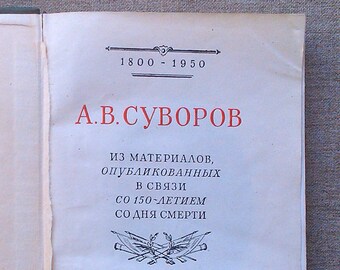 1800 - 1950
А.В.СУВОРОВ
ИЗ МАТЕРИАЛОВ,
ОПУБЛИКОВАННЫХ
В СВЯЗИ
СО 150-ЛЕТИЕМ
СО ДНЯ СМЕРТИ